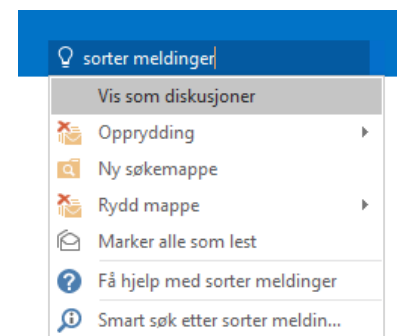 sorter meldinger
Vis som diskusjoner
Opprydding
Ny søkemappe
Rydd mappe
Marker alle som lest
Få hjelp med sorter meldinger
Smart søk etter sorter meldin...